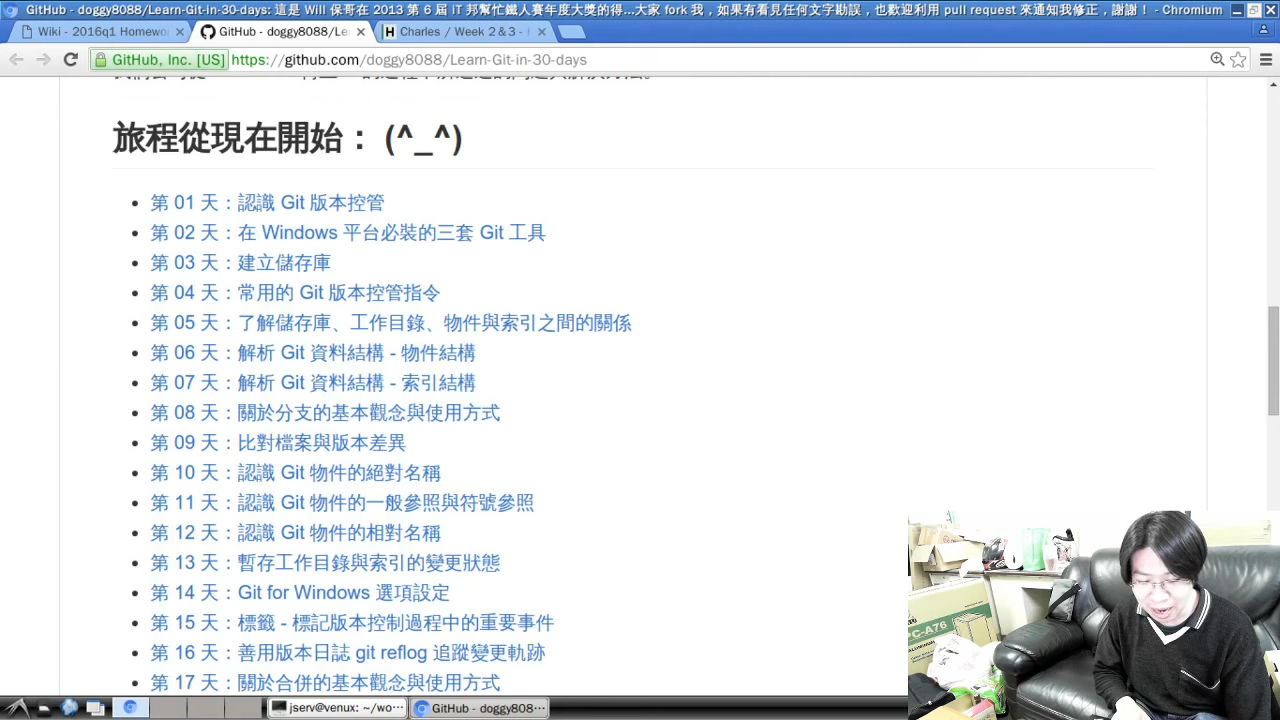 GitHub - doggy8088/Learn-Git-in-30-days: 這是 Will 保哥在 2013 第 6 屆 iT 邦幫忙鐵人賽年度大獎的得...大家 fork 我，如果有看見任何文字勘誤，也歡迎利用 pull request 來通知我修正，謝謝！ - Chromium
Wiki - 2016q1 Homewo
GitHub - doggy8088/Le
Charles / Week 2＆3 -
GitHub, Inc. [US] https://github.com/doggy8088/Learn-Git-in-30-days
旅程從現在開始： (^_^)
第 01 天：認識 Git 版本控管
第 02 天：在 Windows 平台必裝的三套 Git 工具
第 03 天：建立儲存庫
第 04 天：常用的 Git 版本控管指令
第 05 天：了解儲存庫、工作目錄、物件與索引之間的關係
第 06 天：解析 Git 資料結構 - 物件結構
第 07 天：解析 Git 資料結構 - 索引結構
第 08 天：關於分支的基本觀念與使用方式
第 09 天：比對檔案與版本差異
第 10 天：認識 Git 物件的絕對名稱
第 11 天：認識 Git 物件的一般參照與符號參照
第 12 天：認識 Git 物件的相對名稱
第 13 天：暫存工作目錄與索引的變更狀態
第 14 天：Git for Windows 選項設定
第 15 天：標籤 - 標記版本控制過程中的重要事件
第 16 天：善用版本日誌 git reflog 追蹤變更軌跡
第 17 天：關於合併的基本觀念與使用方式
PC-A76
jserv@venux: ~/wo···
GitHub - doggy808···